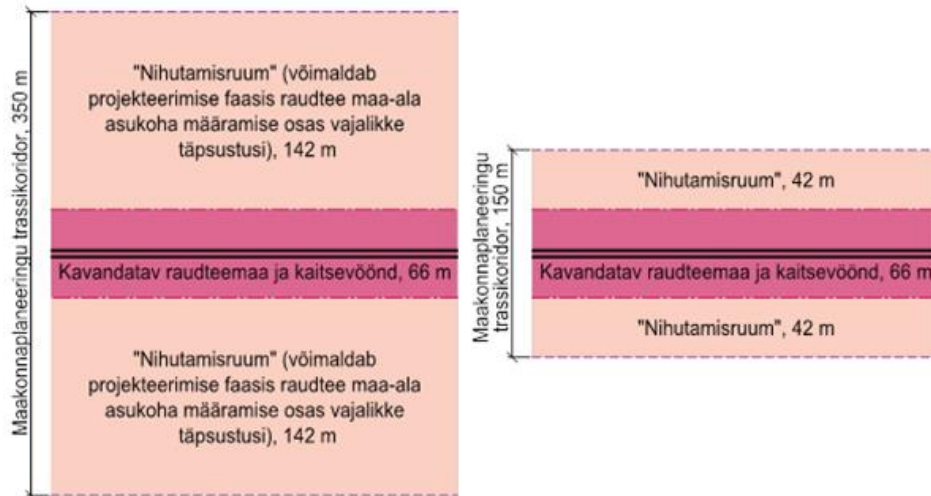 Maakonnaplaneeringu trassikoridor, 350 m
"Nihutamisruum" (võimaldab
projekteerimise faasis raudtee maa-ala
asukoha määramise osas vajalikke
täpsustusi), 142 m
Kavandatav raudteemaa ja kaitsevöönd, 66 m
"Nihutamisruum" (võimaldab
projekteerimise faasis raudtee maa-ala
asukoha määramise osas vajalikke
täpsustusi), 142 m
Maakonnaplaneeringu
trassikoridor, 150 m
"Nihutamisruum", 42 m
Kavandatav raudteemaa ja kaitsevöönd, 66 m
"Nihutamisruum", 42 m